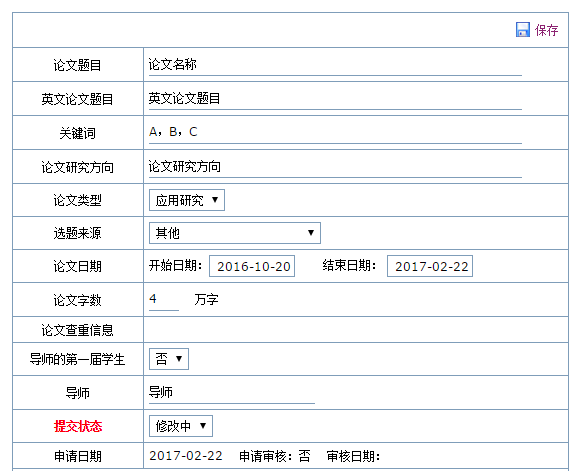 保存
论文题目 论文名称
英文论文题目 英文论文题目
关键词 A，B，C
论文研究方向 论文研究方向
论文类型 应用研究 ▼
选题来源 其他 ▼
论文日期 开始日期： 2016-10-20 结束日期： 2017-02-22
论文字数 4 万字
论文查重信息
导师的第一届学生 否 ▼
导师 导师
提交状态 修改中 ▼
申请日期 2017-02-22 申请审核：否 审核日期：